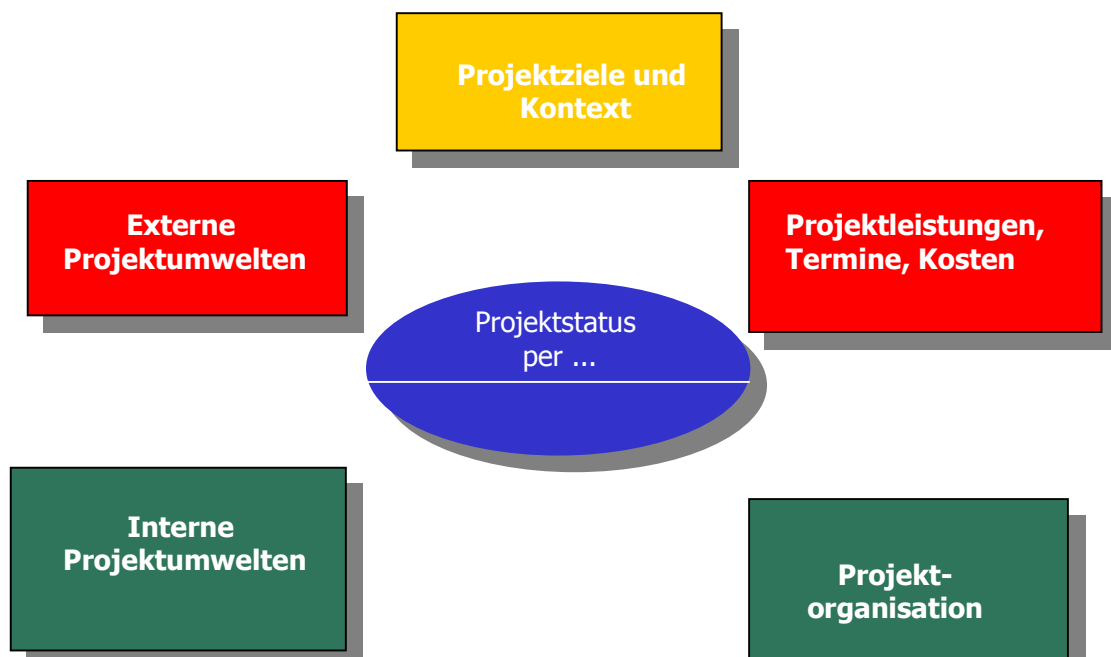 Projektziele und
Kontext
Externe
Projektumwelten
Projektleistungen,
Termine, Kosten
Projektstatus
per ...
Interne
Projektumwelten
Projekt-
organisation